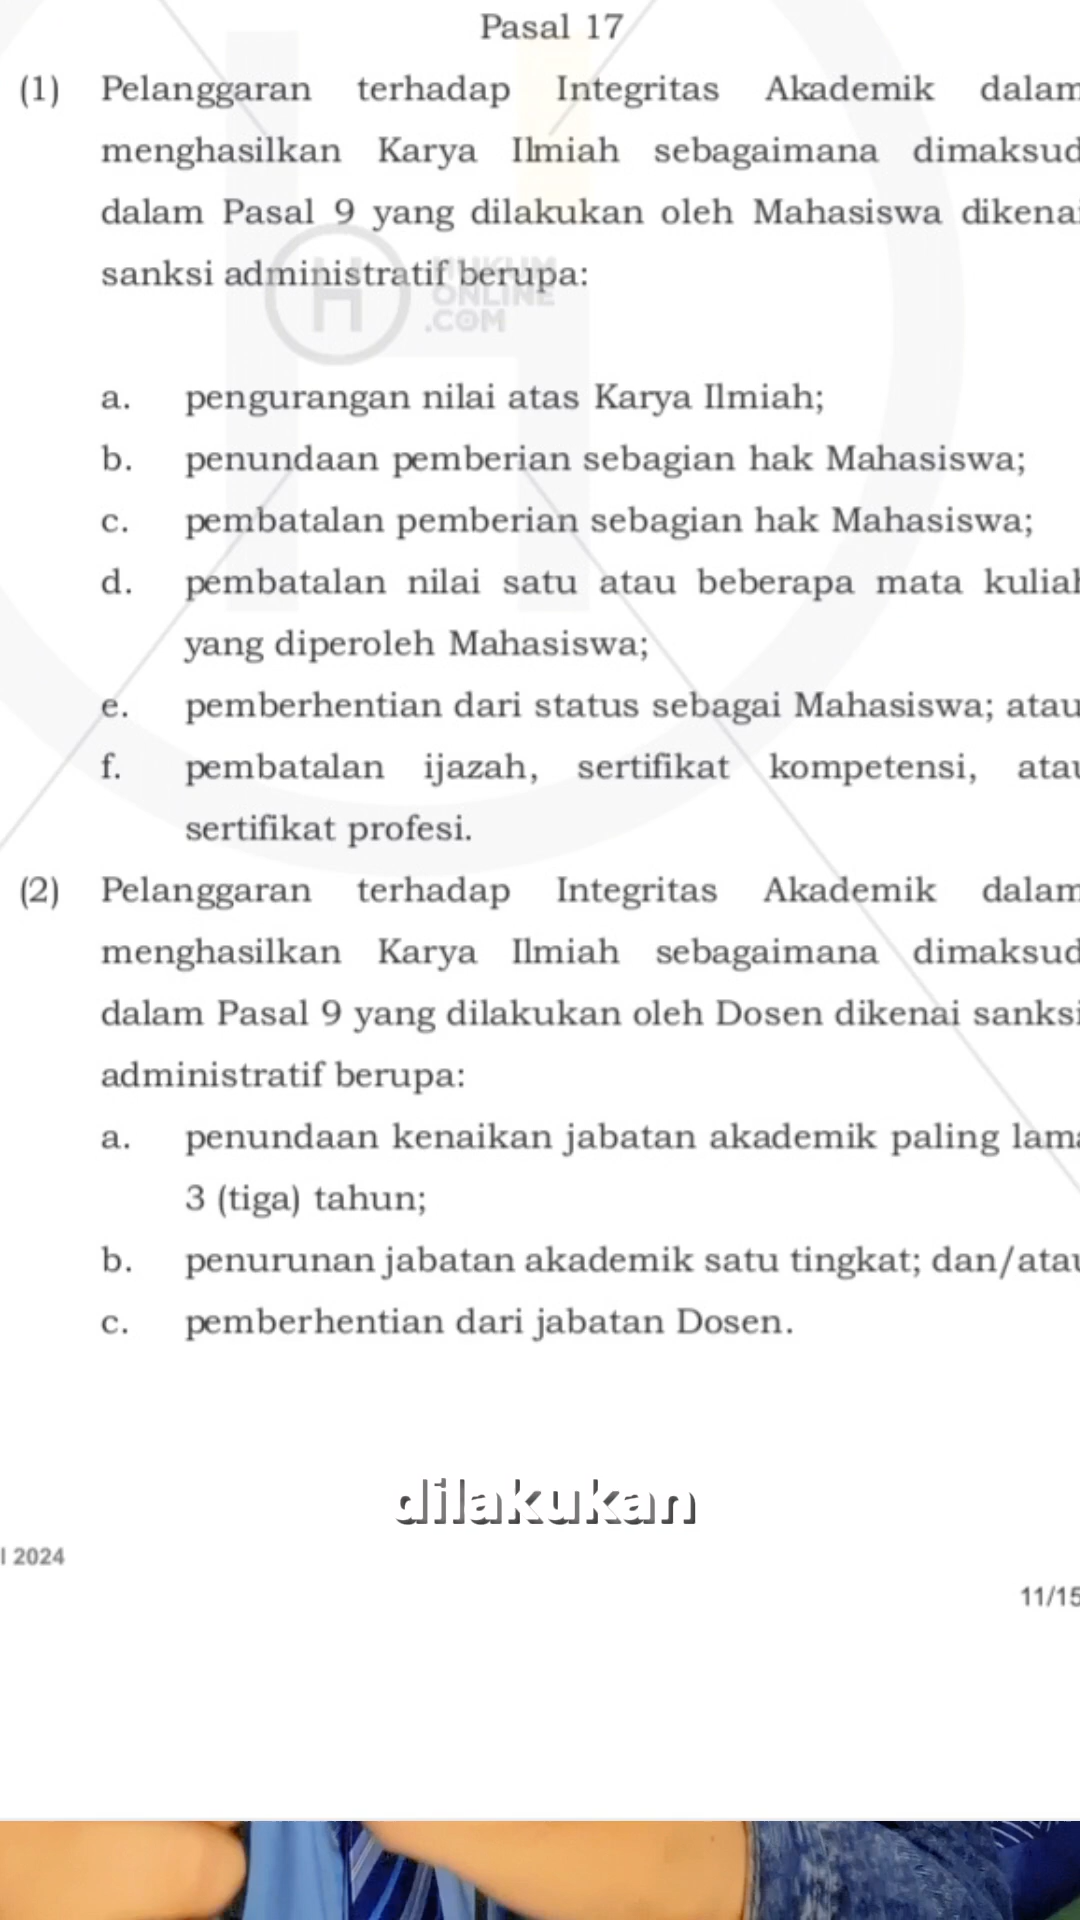 Pasal 17
(1) Pelanggaran terhadap Integritas Akademik dalam
menghasilkan Karya Ilmiah sebagaimana dimaksud
dalam Pasal 9 yang dilakukan oleh Mahasiswa dikenai
sanksi administratif berupa:
HUKUM
ONLINE
.COM
a. pengurangan nilai atas Karya Ilmiah;
b. penundaan pemberian sebagian hak Mahasiswa;
c. pembatalan pemberian sebagian hak Mahasiswa;
d. pembatalan nilai satu atau beberapa mata kuliah
yang diperoleh Mahasiswa;
e. pemberhentian dari status sebagai Mahasiswa; atau
f. pembatalan ijazah, sertifikat kompetensi, atau
sertifikat profesi.
(2) Pelanggaran terhadap Integritas Akademik dalam
menghasilkan Karya Ilmiah sebagaimana dimaksud
dalam Pasal 9 yang dilakukan oleh Dosen dikenai sanksi
administratif berupa:
a. penundaan kenaikan jabatan akademik paling lama
3 (tiga) tahun;
b. penurunan jabatan akademik satu tingkat; dan/atau
c. pemberhentian dari jabatan Dosen.
dilakukan
l 2024
11/15